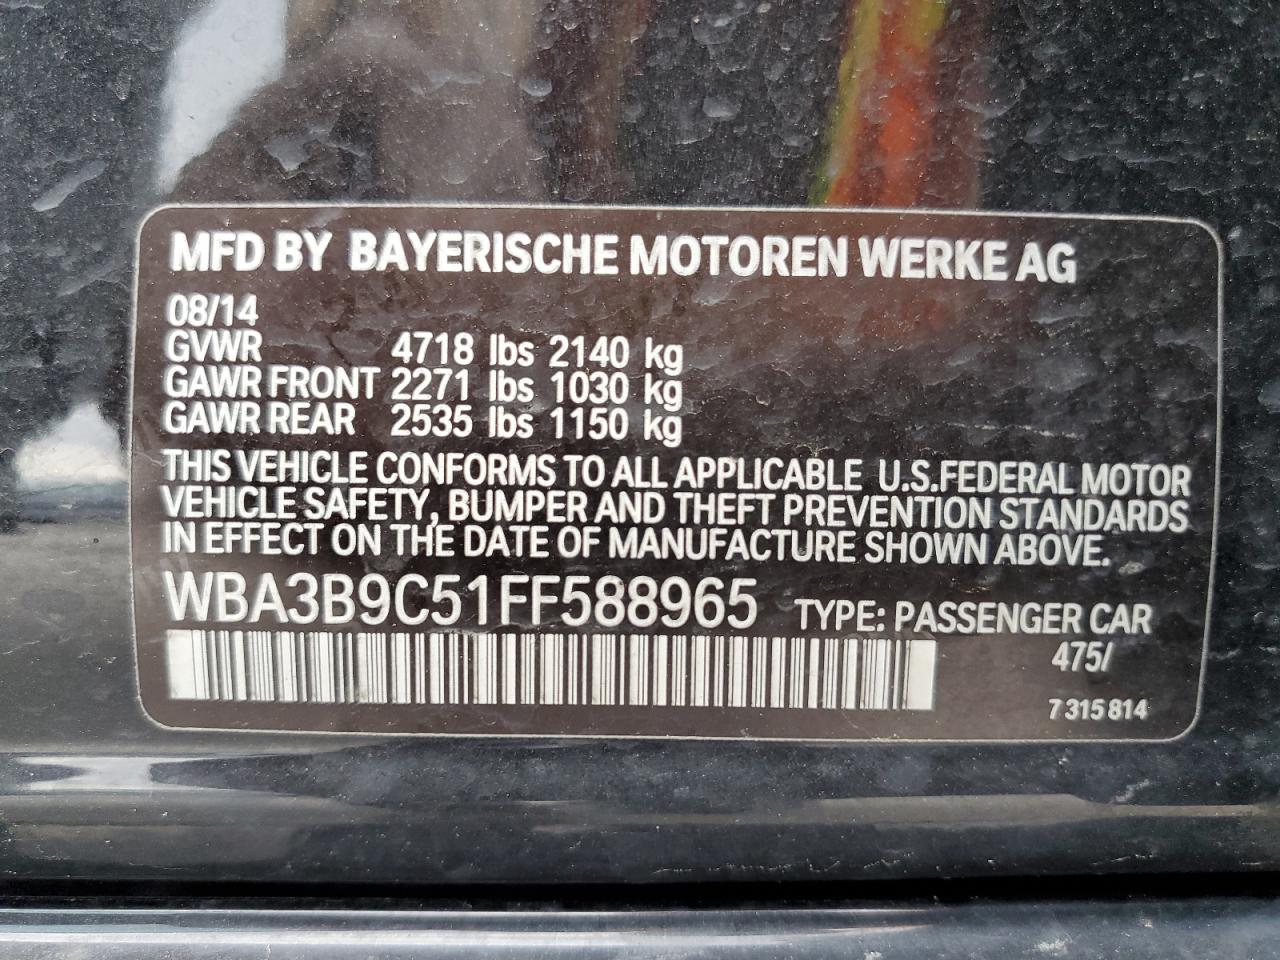 MFD BY BAYERISCHE MOTOREN WERKE AG
08/14
GVWR 4718 lbs 2140 kg
GAWR FRONT 2271 lbs 1030 kg
GAWR REAR 2535 lbs 1150 kg
THIS VEHICLE CONFORMS TO ALL APPLICABLE U.S.FEDERAL MOTOR
VEHICLE SAFETY, BUMPER AND THEFT PREVENTION STANDARDS
IN EFFECT ON THE DATE OF MANUFACTURE SHOWN ABOVE.
WBA3B9C51FF588965 TYPE: PASSENGER CAR
475/
7 315 814